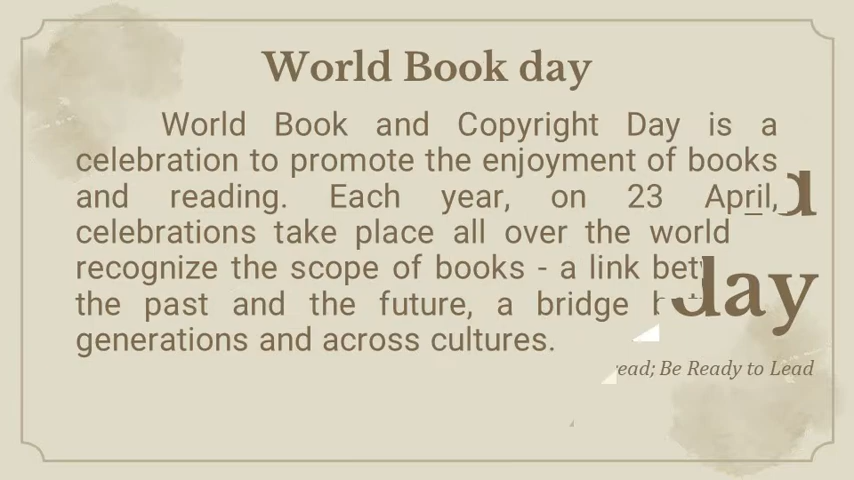 World Book day
World Book and Copyright Day is a
celebration to promote the enjoyment of books
and reading. Each year, on 23 April,
celebrations take place all over the world
recognize the scope of books - a link
the past and the future, a bridge
generations and across cultures.
day
Be Ready to Lead